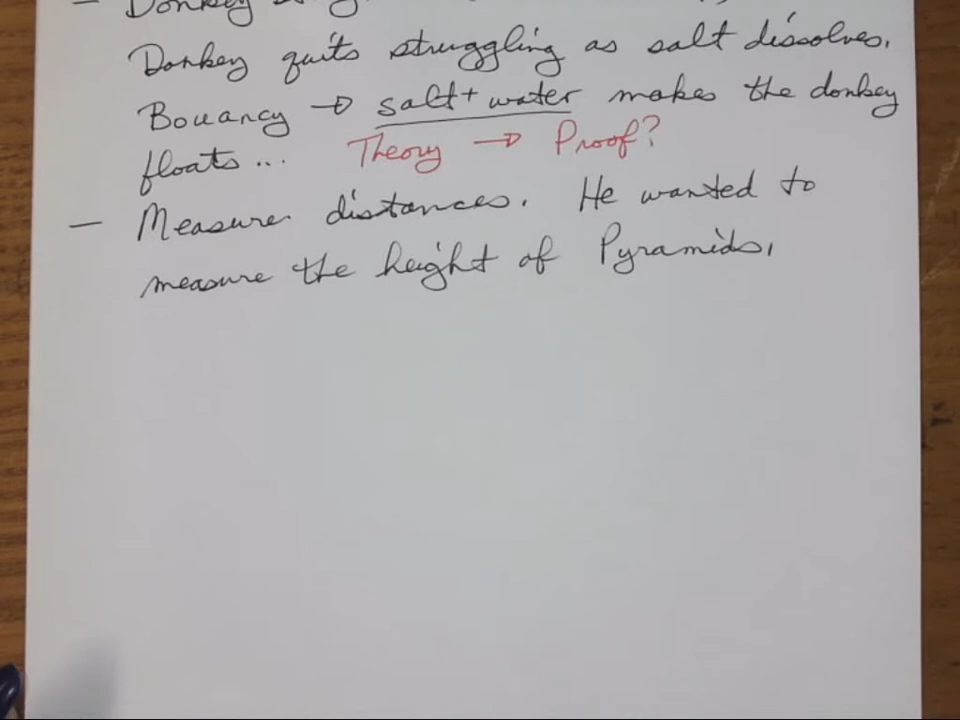 - Donkey
Donkey quits struggling as salt dissolves.
Bouancy → salt + water makes the donkey
floats... Theory → Proof?
- Measure distances. He wanted to
measure the height of Pyramids.